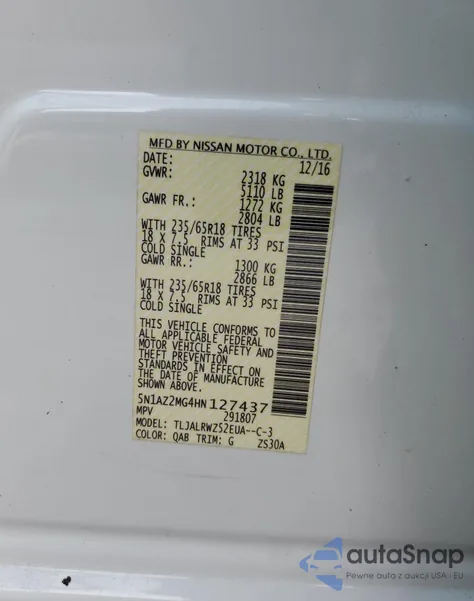 MFD BY NISSAN MOTOR CO., LTD.
DATE: 12/16
GVWR: 2318 KG
5110 LB
GAWR FR.: 1272 KG
2804 LB
WITH 235/65R18 TIRES
18 X 7.5 RIMS AT 33 PSI
COLD SINGLE
GAWR RR.: 1300 KG
2866 LB
WITH 235/65R18 TIRES
18 X 7.5 RIMS AT 33 PSI
COLD SINGLE
THIS VEHICLE CONFORMS TO
ALL APPLICABLE FEDERAL
MOTOR VEHICLE SAFETY AND
THEFT PREVENTION
STANDARDS IN EFFECT ON
THE DATE OF MANUFACTURE
SHOWN ABOVE.
5N1AZ2MG4HN127437
MPV 291807
MODEL: TLJALRWZ52EUA--C-3
COLOR: QAB TRIM: G ZS30A
autoSnap
Pewne auta z aukcji USA i EU